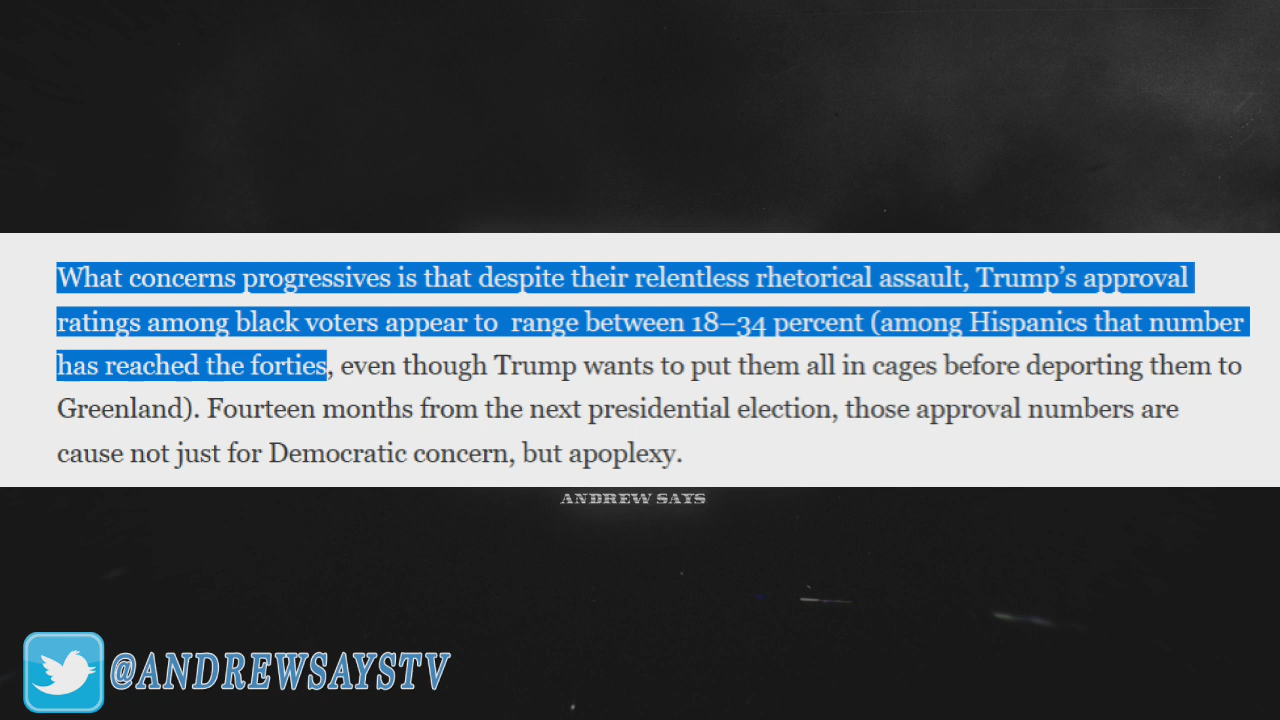 What concerns progressives is that despite their relentless rhetorical assault, Trump’s approval
ratings among black voters appear to  range between 18–34 percent (among Hispanics that number
has reached the forties, even though Trump wants to put them all in cages before deporting them to
Greenland). Fourteen months from the next presidential election, those approval numbers are
cause not just for Democratic concern, but apoplexy.
ANDREW SAYS
@ANDREWSAYSTV